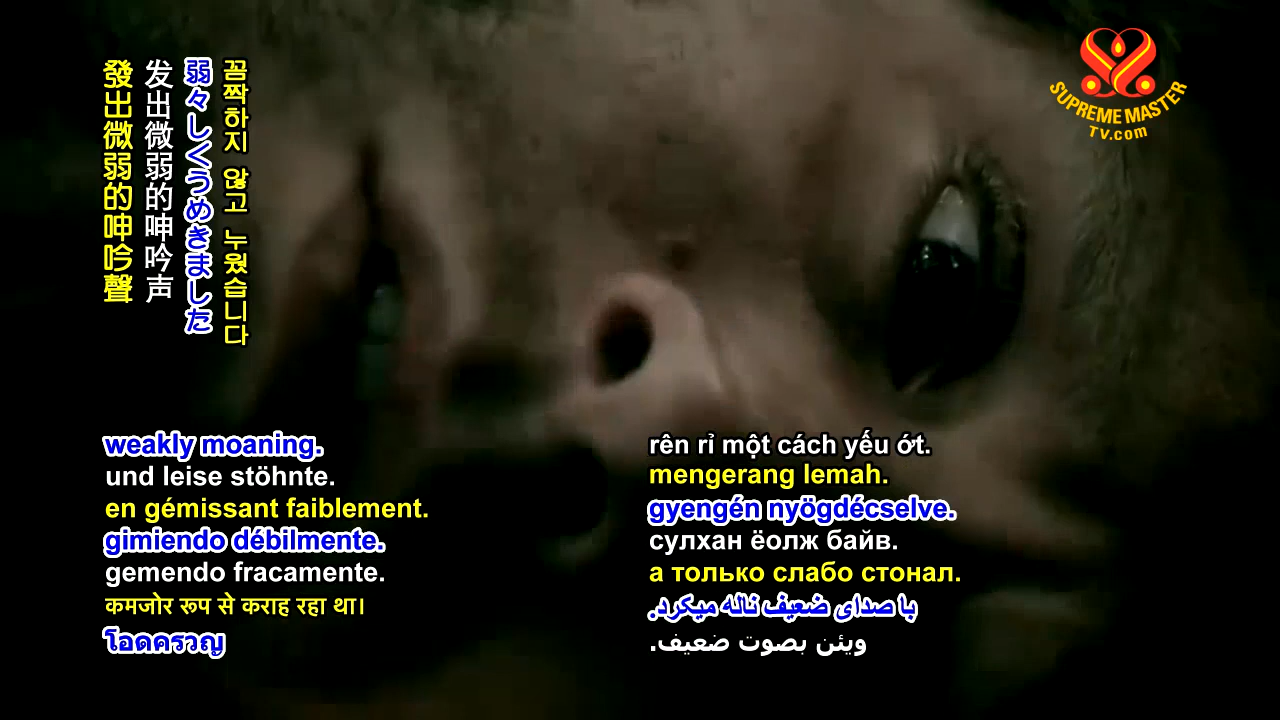 發出微弱的呻吟聲
发出微弱的呻吟声
弱々しくうめきました
꼼짝하지 않고 누웠습니다
SUPREME MASTER
TV.com
weakly moaning.
und leise stöhnte.
en gémissant faiblement.
gimiendo débilmente.
gemendo fracamente.
कमजोर रूप से कराह रहा था।
โอดครวญ
rên rỉ một cách yếu ớt.
mengerang lemah.
gyengén nyögdécselve.
сулхан ёолж байв.
а только слабо стонал.
با صدای ضعیف ناله میکرد.
ويئن بصوت ضعيف.